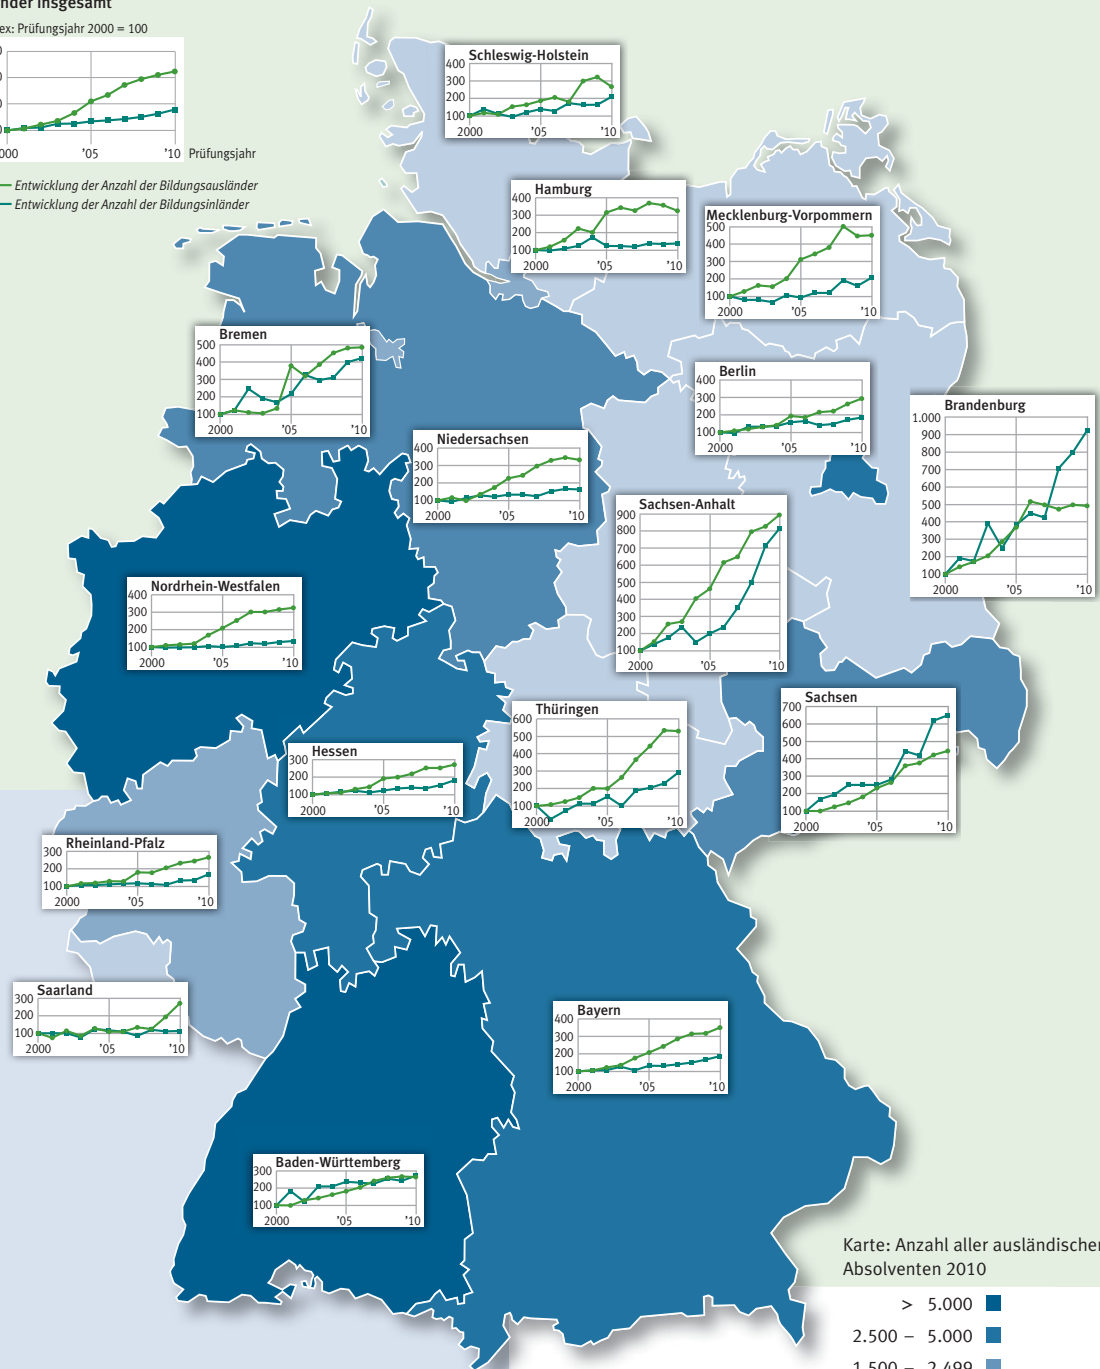 nder insgesamt
ex: Prüfungsjahr 2000 = 100
000 '05 '10 Prüfungsjahr
Entwicklung der Anzahl der Bildungsausländer
Entwicklung der Anzahl der Bildungsinländer
Schleswig-Holstein
400
300
200
100
2000 '05 '10
Hamburg
400
300
200
100
2000 '05 '10
Mecklenburg-Vorpommern
500
400
300
200
100
2000 '05 '10
Bremen
500
400
300
200
100
2000 '05 '10
Berlin
400
300
200
100
2000 '05 '10
Brandenburg
1.000
900
800
700
600
500
400
300
200
100
2000 '05 '10
Niedersachsen
400
300
200
100
2000 '05 '10
Sachsen-Anhalt
900
800
700
600
500
400
300
200
100
2000 '05 '10
Nordrhein-Westfalen
400
300
200
100
2000 '05 '10
Sachsen
700
600
500
400
300
200
100
2000 '05 '10
Thüringen
600
500
400
300
200
100
2000 '05 '10
Hessen
300
200
100
2000 '05 '10
Rheinland-Pfalz
300
200
100
2000 '05 '10
Saarland
300
200
100
2000 '05 '10
Bayern
400
300
200
100
2000 '05 '10
Baden-Württemberg
300
200
100
2000 '05 '10
Karte: Anzahl aller ausländischer
Absolventen 2010
> 5.000
2.500 – 5.000
1.500 – 2.499